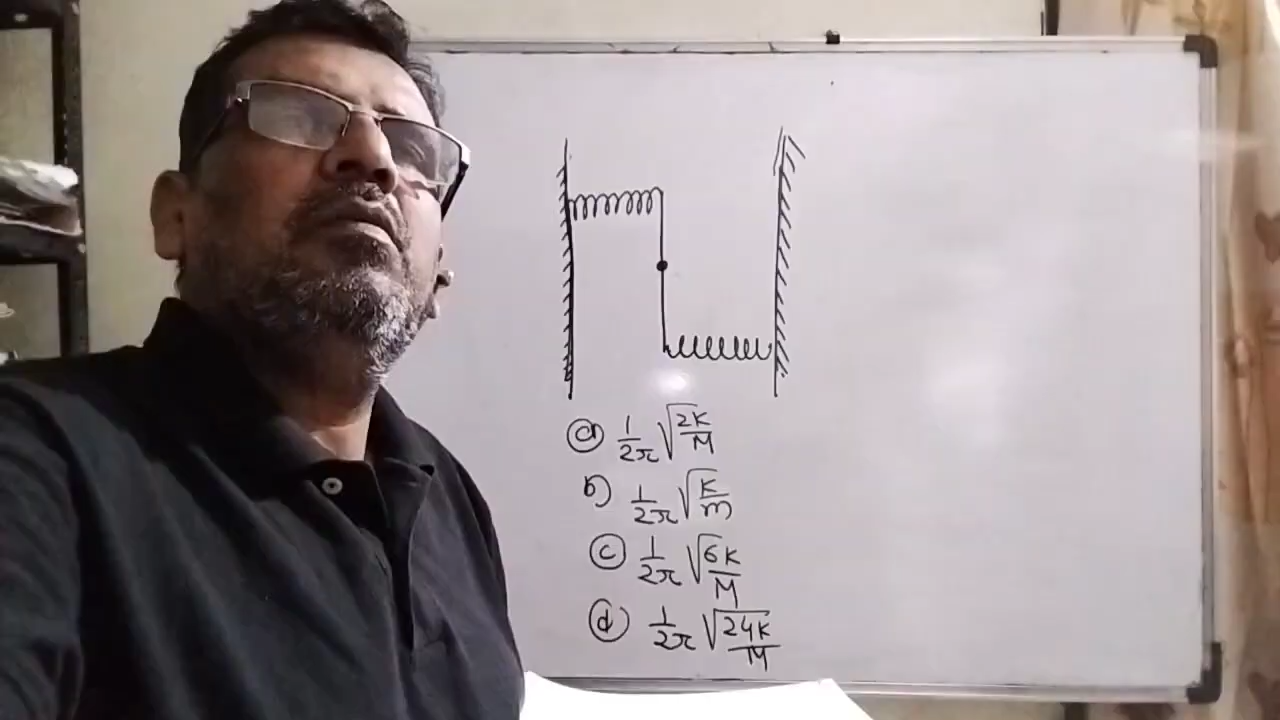 (a) 1/2π √2K/M
b) 1/2π √K/m
(c) 1/2π √6K/M
(d) 1/2π √24K/M